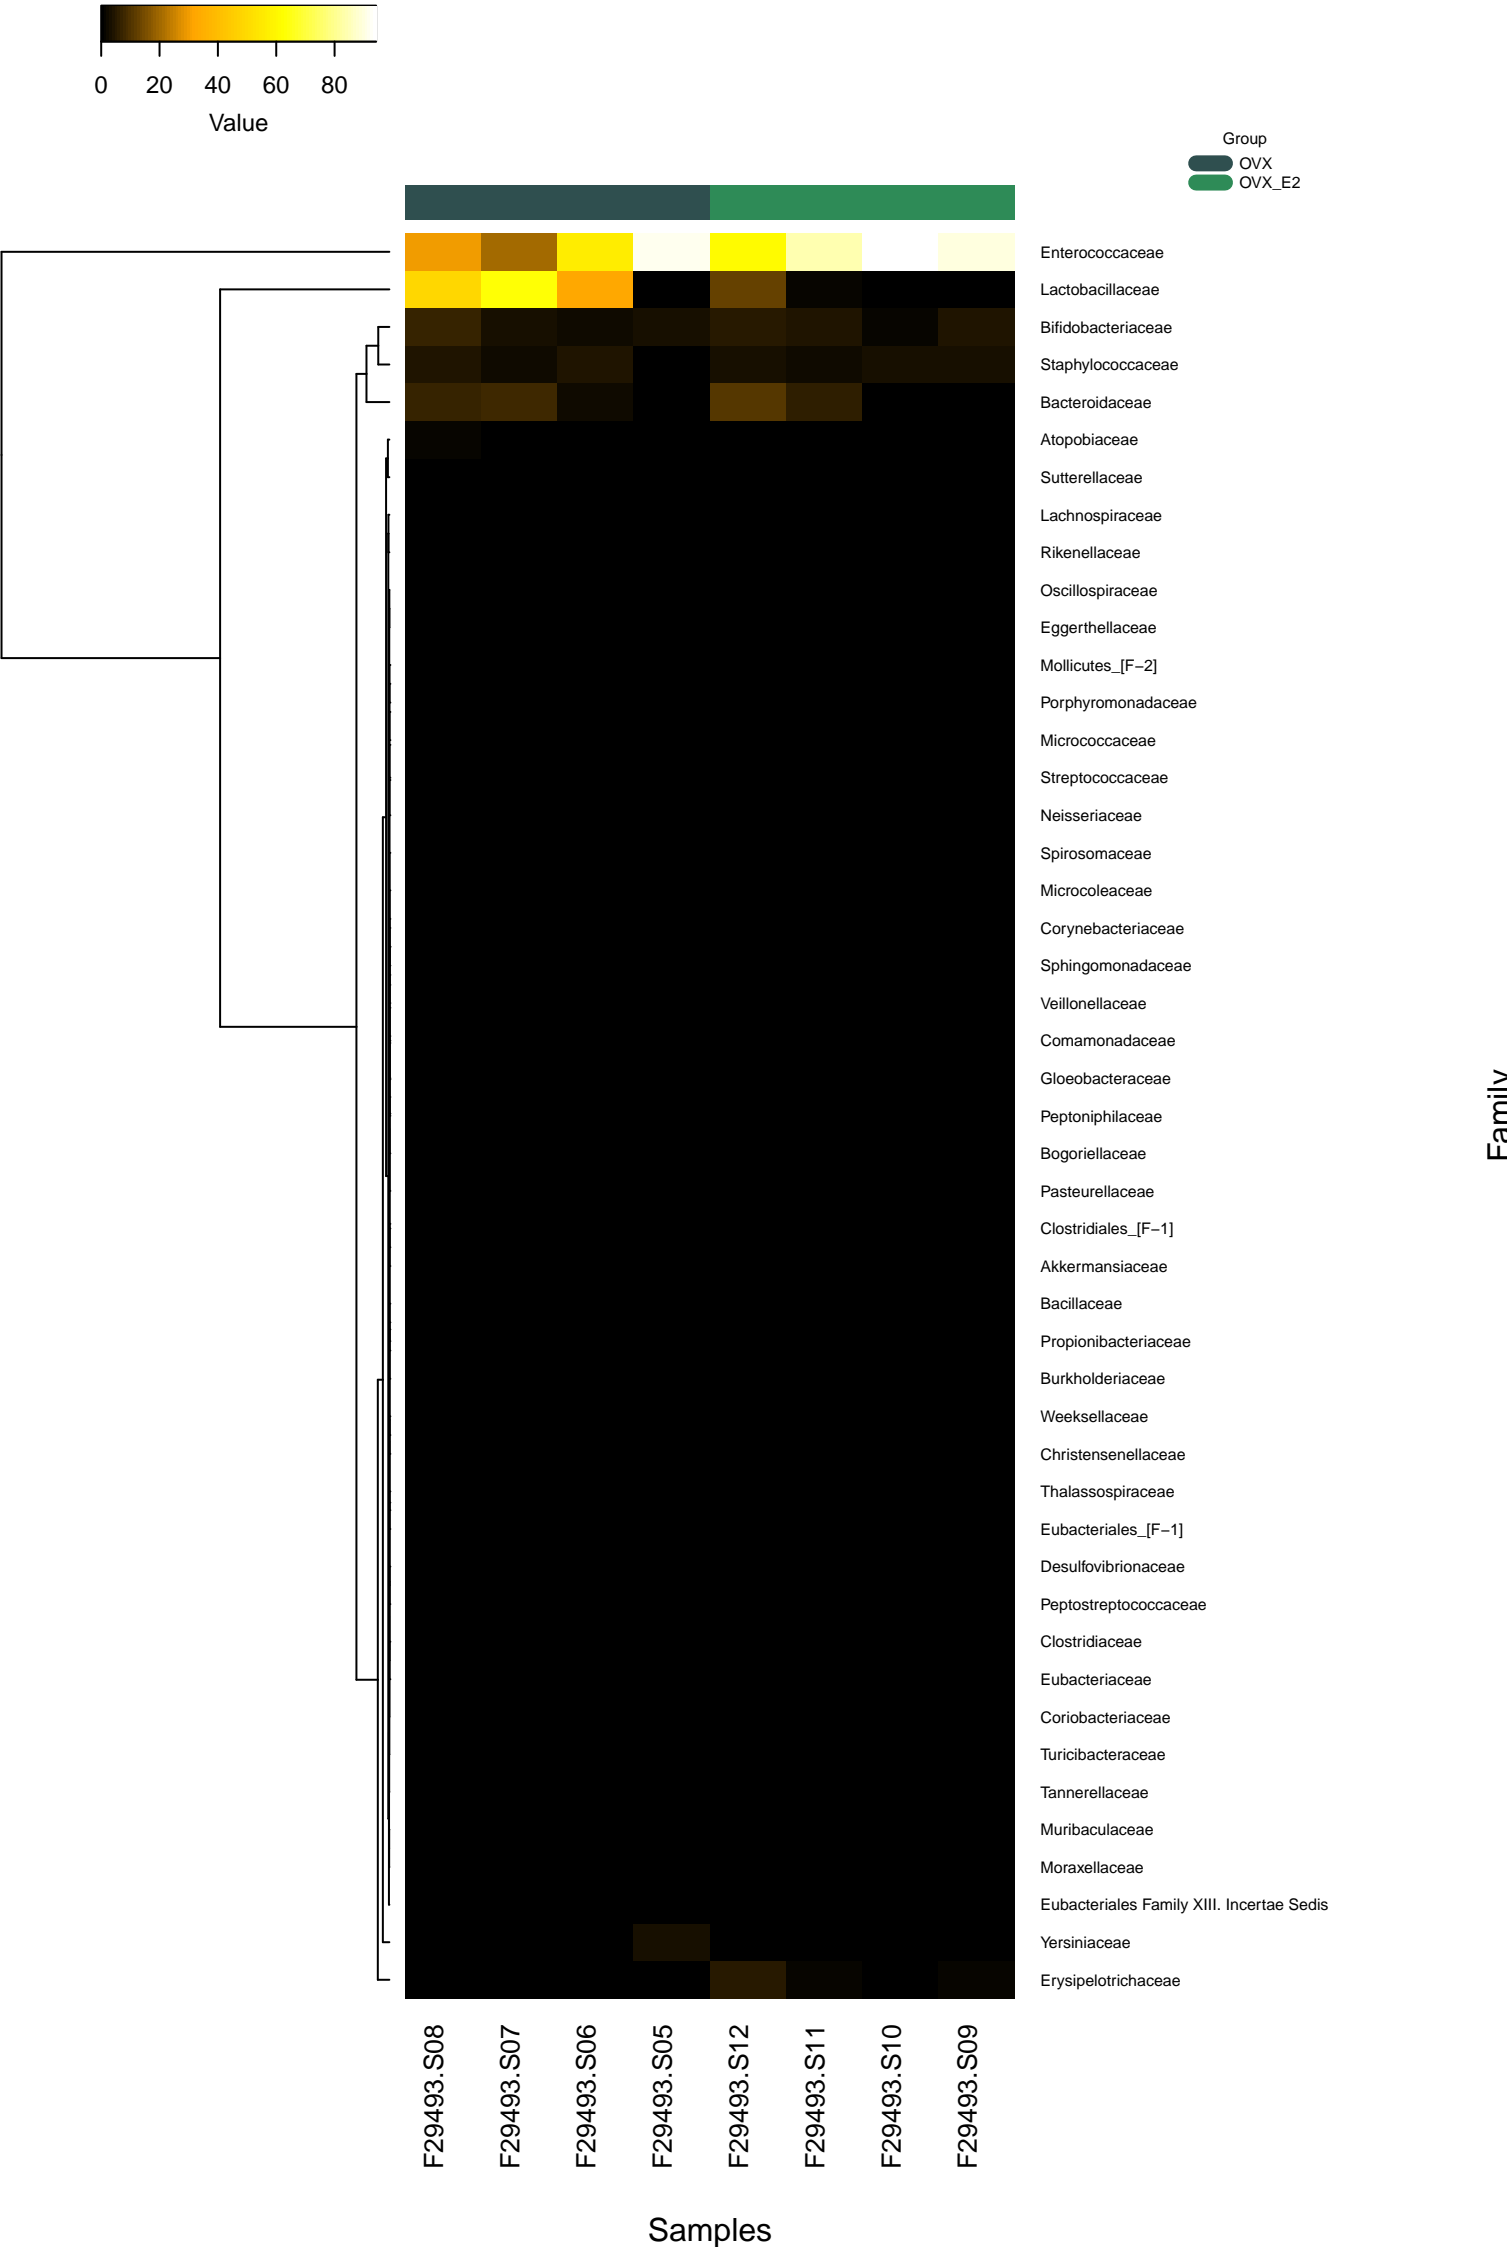 0 20 40 60 80
Value
Group
OVX
OVX_E2
Enterococcaceae
Lactobacillaceae
Bifidobacteriaceae
Staphylococcaceae
Bacteroidaceae
Atopobiaceae
Sutterellaceae
Lachnospiraceae
Rikenellaceae
Oscillospiraceae
Eggerthellaceae
Mollicutes_[F−2]
Porphyromonadaceae
Micrococcaceae
Streptococcaceae
Neisseriaceae
Spirosomaceae
Microcoleaceae
Corynebacteriaceae
Sphingomonadaceae
Veillonellaceae
Comamonadaceae
Gloeobacteraceae
Peptoniphilaceae
Bogoriellaceae
Pasteurellaceae
Clostridiales_[F−1]
Akkermansiaceae
Bacillaceae
Propionibacteriaceae
Burkholderiaceae
Weeksellaceae
Christensenellaceae
Thalassospiraceae
Eubacteriales_[F−1]
Desulfovibrionaceae
Peptostreptococcaceae
Clostridiaceae
Eubacteriaceae
Coriobacteriaceae
Turicibacteraceae
Tannerellaceae
Muribaculaceae
Moraxellaceae
Eubacteriales Family XIII. Incertae Sedis
Yersiniaceae
Erysipelotrichaceae
Family
F29493.S08
F29493.S07
F29493.S06
F29493.S05
F29493.S12
F29493.S11
F29493.S10
F29493.S09
Samples